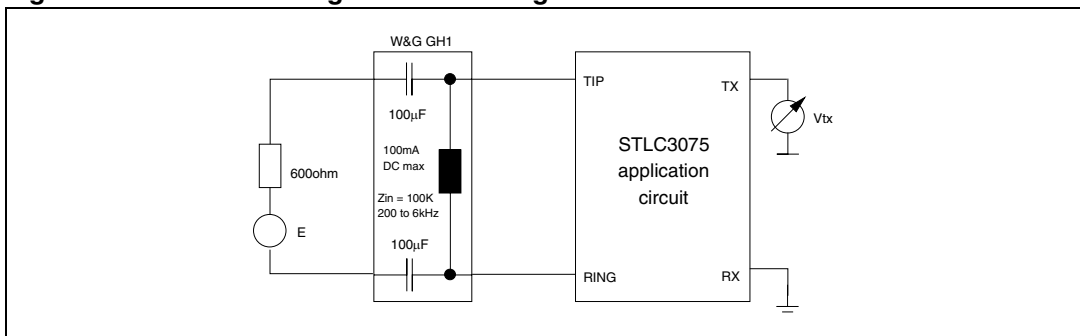 W&G GH1
100μF
100mA
DC max
Zin = 100K
200 to 6kHz
100μF
600ohm
E
TIP
RING
STLC3075
application
circuit
TX
RX
Vtx